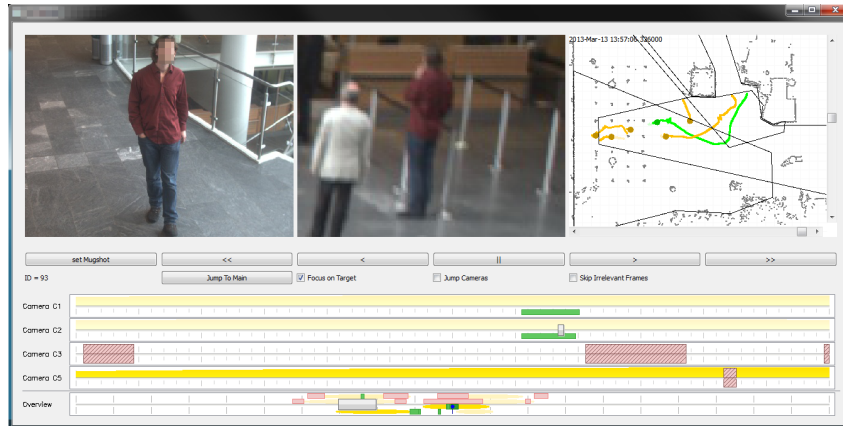 2013-Mar-13 13:57:06.326000
set Mugshot << < || > >>
ID = 93 Jump To Main Focus on Target Jump Cameras Skip Irrelevant Frames
Camera C1
Camera C2
Camera C3
Camera C5
Overview